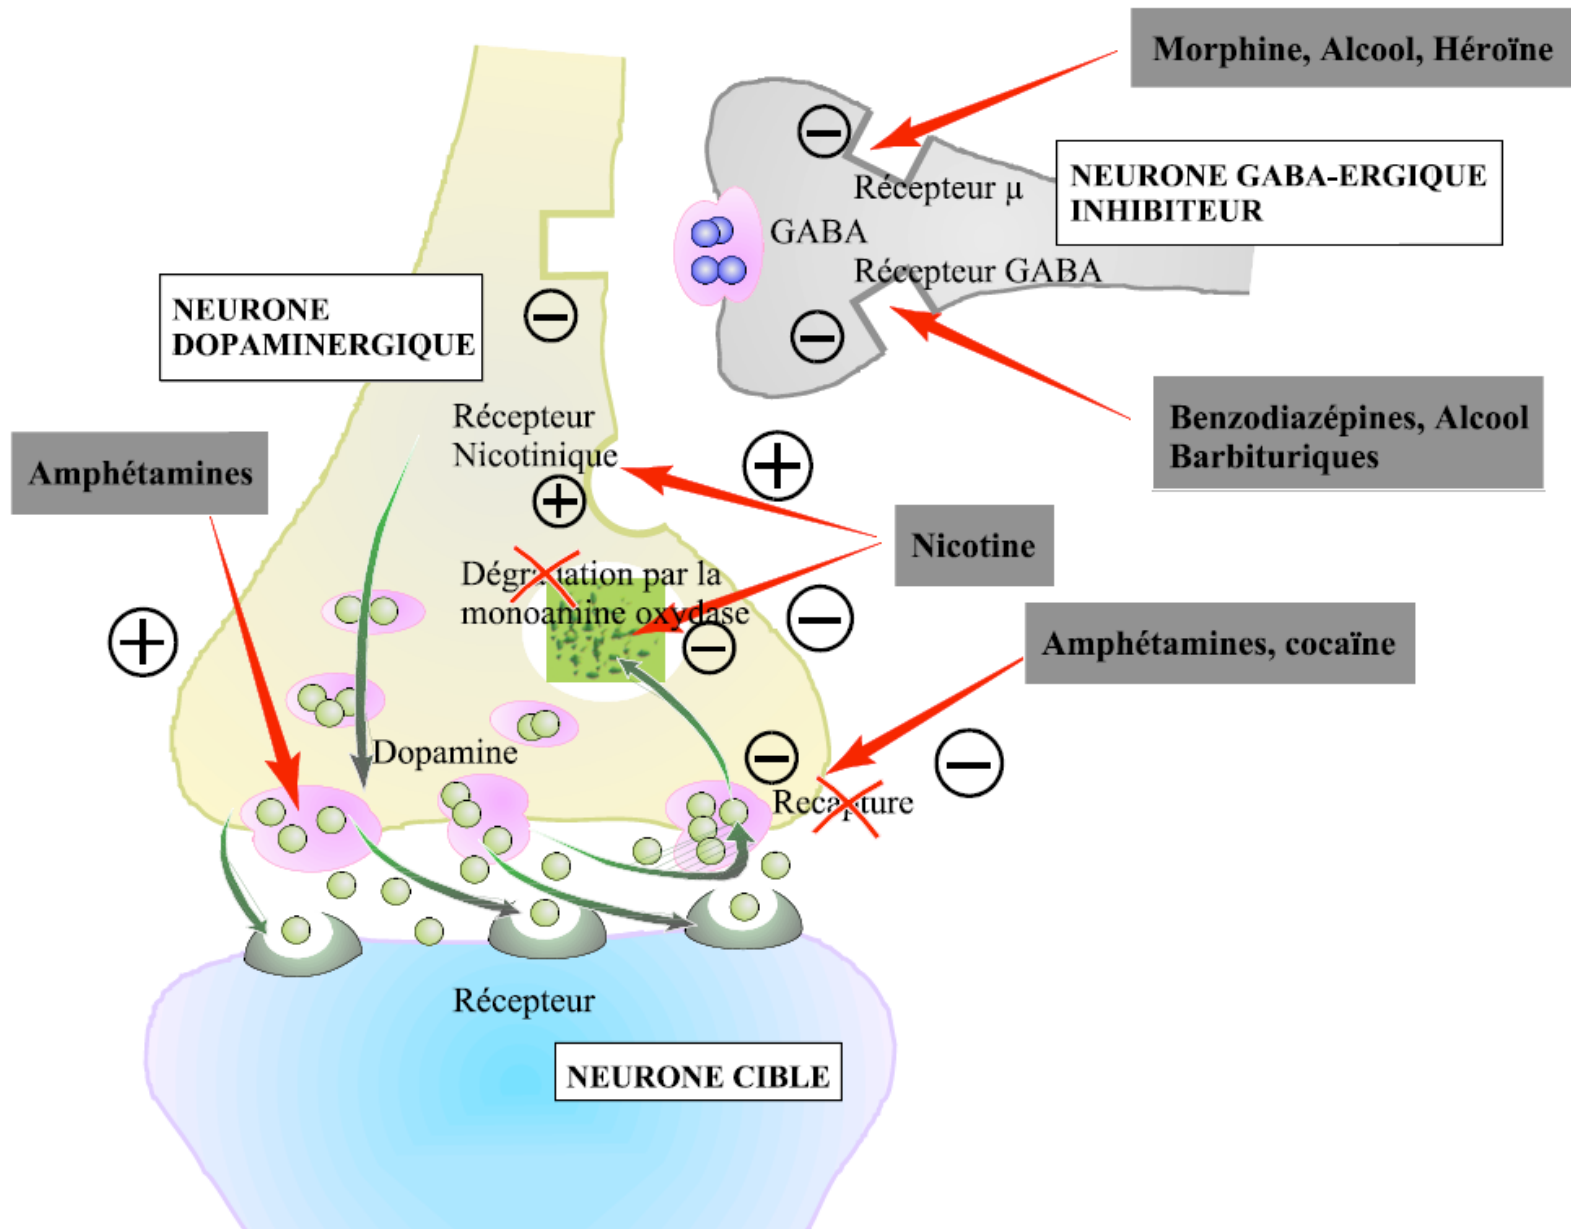 Morphine, Alcool, Héroïne
Récepteur μ
NEURONE GABA-ERGIQUE
INHIBITEUR
GABA
Récepteur GABA
NEURONE
DOPAMINERGIQUE
Benzodiazépines, Alcool
Barbituriques
Récepteur
Nicotinique
Amphétamines
Nicotine
Dégradation par la
monoamine oxydase
Amphétamines, cocaïne
Dopamine
Recapture
Récepteur
NEURONE CIBLE